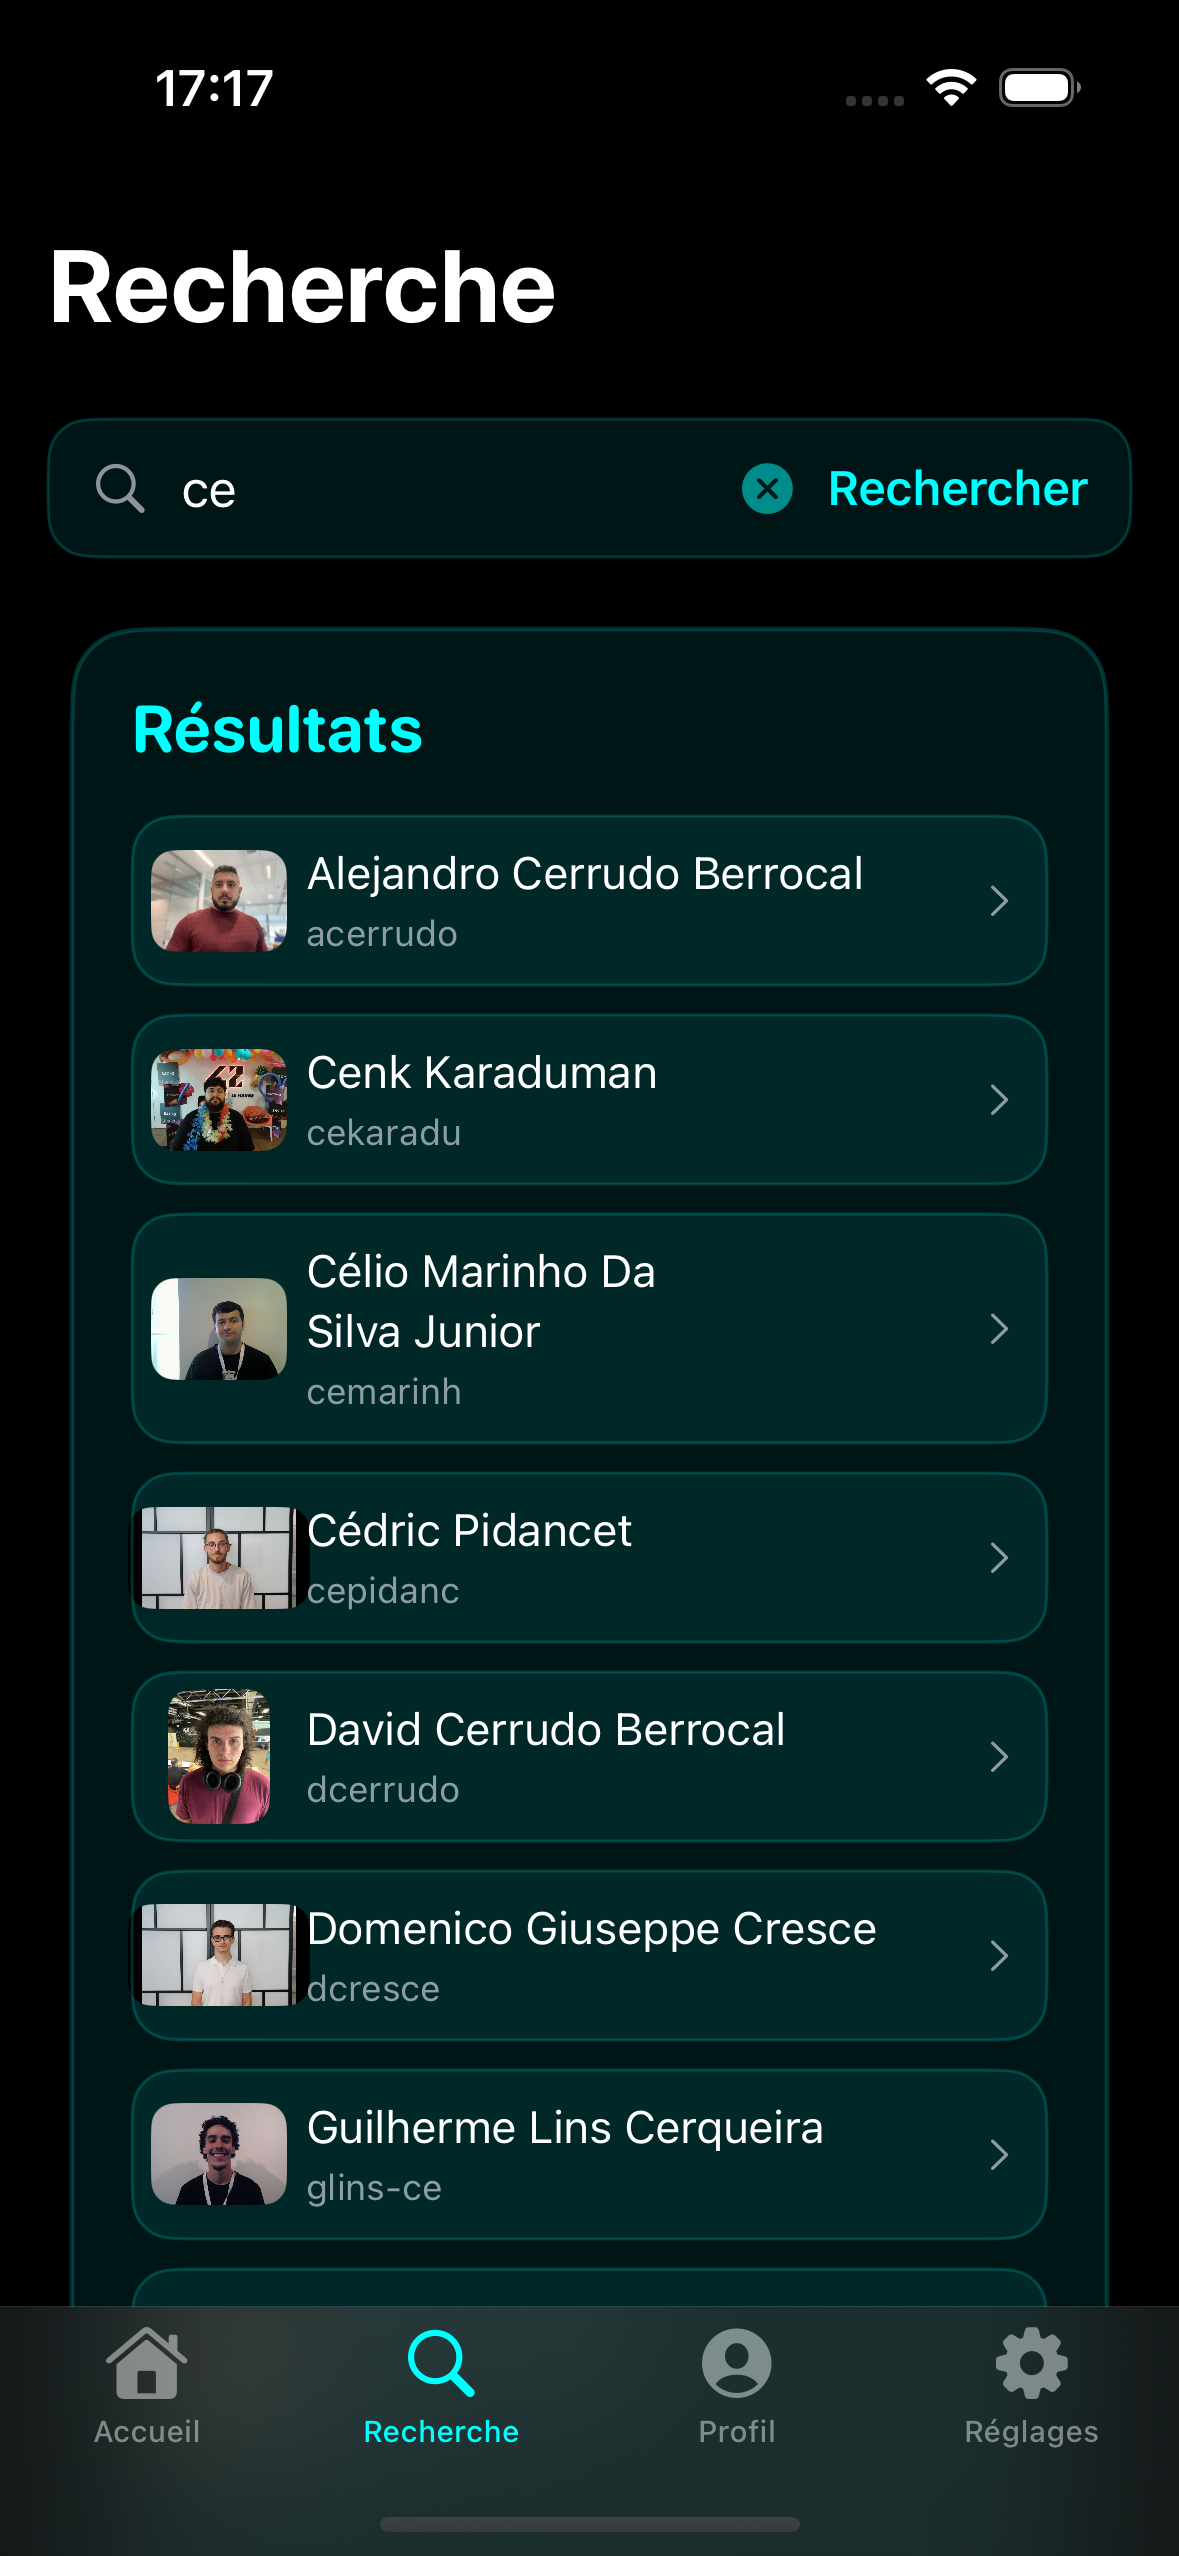 17:17
Recherche
ce
Rechercher
Résultats
Alejandro Cerrudo Berrocal
acerrudo
Cenk Karaduman
cekaradu
Célio Marinho Da
Silva Junior
cemarinh
Cédric Pidancet
cepidanc
David Cerrudo Berrocal
dcerrudo
Domenico Giuseppe Cresce
dcresce
Guilherme Lins Cerqueira
glins-ce
Accueil
Recherche
Profil
Réglages